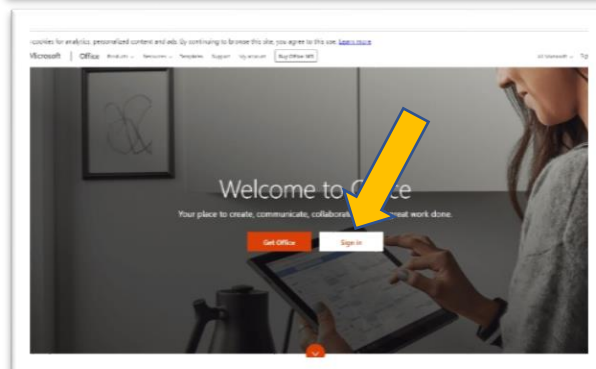 cookies for analytics, personalized content and ads. By continuing to browse this site, you agree to this use. Learn more
Microsoft | Office Products Resources Templates Support My account Buy Office 365 All Microsoft
Welcome to
Your place to create, communicate, collaborate great work done.
Get Office Sign in